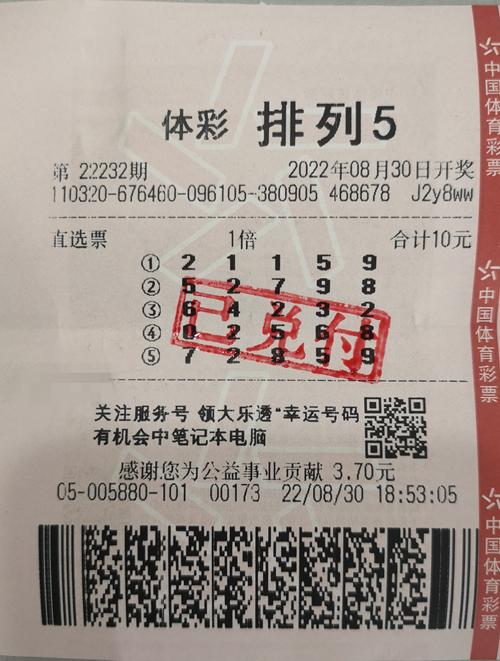 体彩 排列5
第 22232期 2022年08月30日开奖
110320-676460-096105-380905 468678 J2y8ww
直选票 1倍 合计10元
① 2 1 1 5 9
② 5 2 7 9 8
③ 6 4 2 3 2
④ 0 2 5 6 8
⑤ 7 2 8 5 9
已兑付
关注服务号 领大乐透“幸运号码
有机会中笔记本电脑
感谢您为公益事业贡献 3.70元
05-005880-101 00173 22/08/30 18:53:05
中国体育彩票
中国体育彩票
中国体育彩票